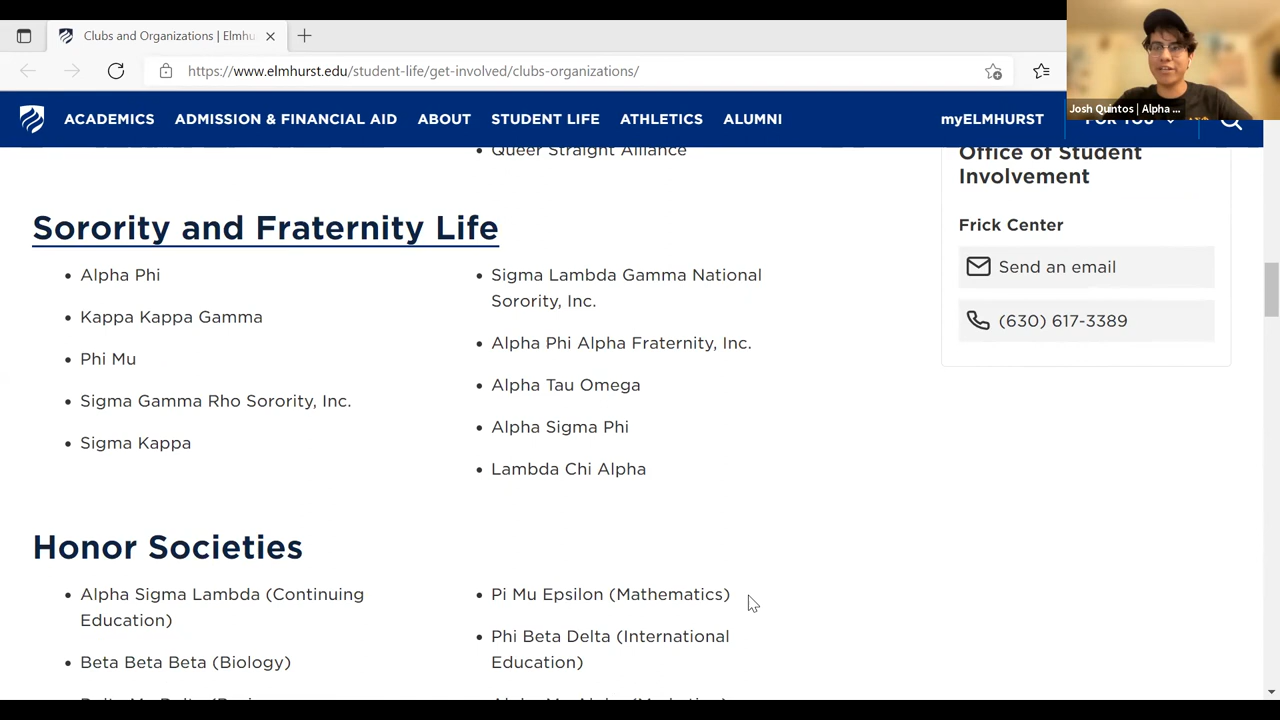 Clubs and Organizations | Elmhu
https://www.elmhurst.edu/student-life/get-involved/clubs-organizations/
Josh Quintos | Alpha ...
ACADEMICS ADMISSION & FINANCIAL AID ABOUT STUDENT LIFE ATHLETICS ALUMNI myELMHURST FOR YOU
Queer Straight Alliance
Sorority and Fraternity Life
Alpha Phi
Kappa Kappa Gamma
Phi Mu
Sigma Gamma Rho Sorority, Inc.
Sigma Kappa
Sigma Lambda Gamma National
Sorority, Inc.
Alpha Phi Alpha Fraternity, Inc.
Alpha Tau Omega
Alpha Sigma Phi
Lambda Chi Alpha
Office of Student
Involvement
Frick Center
Send an email
(630) 617-3389
Honor Societies
Alpha Sigma Lambda (Continuing
Education)
Beta Beta Beta (Biology)
Pi Mu Epsilon (Mathematics)
Phi Beta Delta (International
Education)